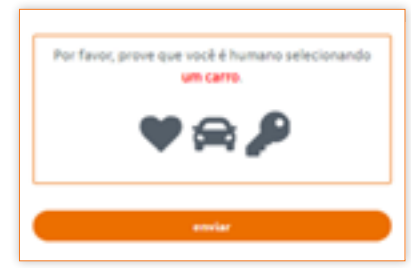 Por favor, prove que você é humano selecionando
um carro.
enviar